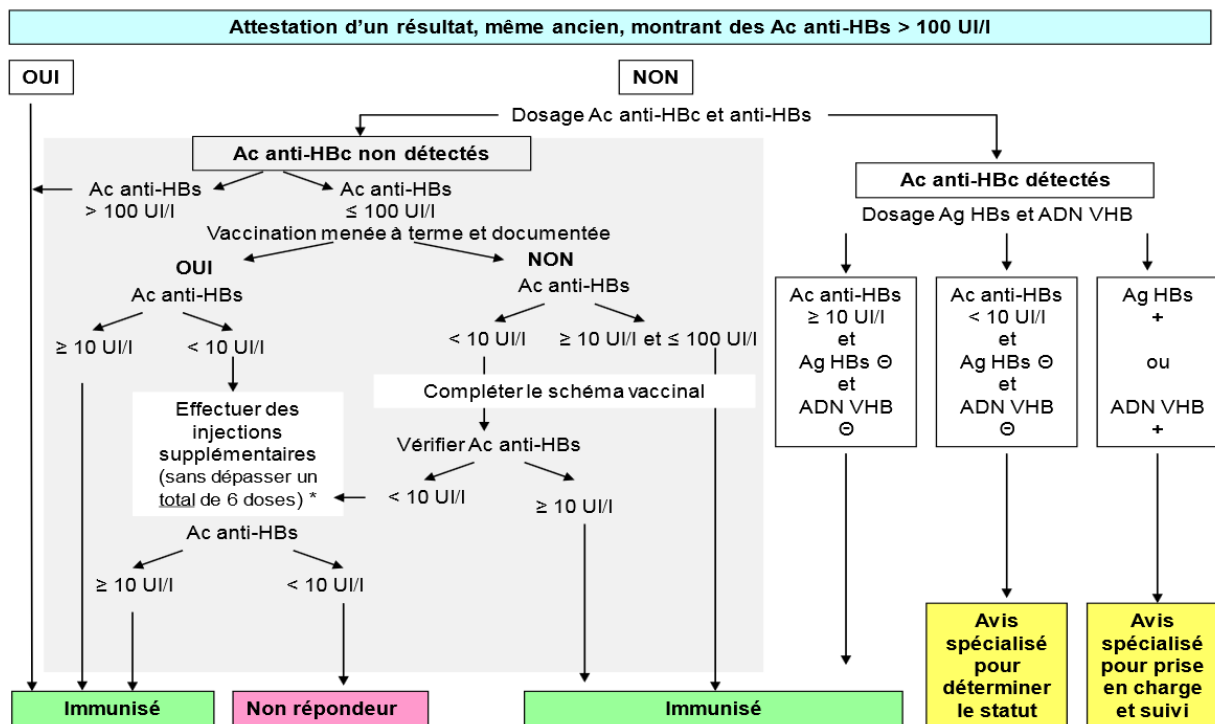 Attestation d'un résultat, même ancien, montrant des Ac anti-HBs > 100 UI/l
OUI
NON
Dosage Ac anti-HBc et anti-HBs
Ac anti-HBc non détectés
Ac anti-HBs
> 100 UI/l
Ac anti-HBs
≤ 100 UI/l
Vaccination menée à terme et documentée
OUI
Ac anti-HBs
≥ 10 UI/l
< 10 UI/l
Effectuer des
injections
supplémentaires
(sans dépasser un
total de 6 doses) *
Ac anti-HBs
≥ 10 UI/l
< 10 UI/l
NON
Ac anti-HBs
< 10 UI/l
≥ 10 UI/l et ≤ 100 UI/l
Compléter le schéma vaccinal
Vérifier Ac anti-HBs
< 10 UI/l
≥ 10 UI/l
Ac anti-HBc détectés
Dosage Ag HBs et ADN VHB
Ac anti-HBs
≥ 10 UI/l
et
Ag HBs ⊖
et
ADN VHB
⊖
Ac anti-HBs
< 10 UI/l
et
Ag HBs ⊖
et
ADN VHB
⊖
Ag HBs
+
ou
ADN VHB
+
Immunisé
Non répondeur
Immunisé
Avis
spécialisé
pour
déterminer
le statut
Avis
spécialisé
pour prise
en charge
et suivi